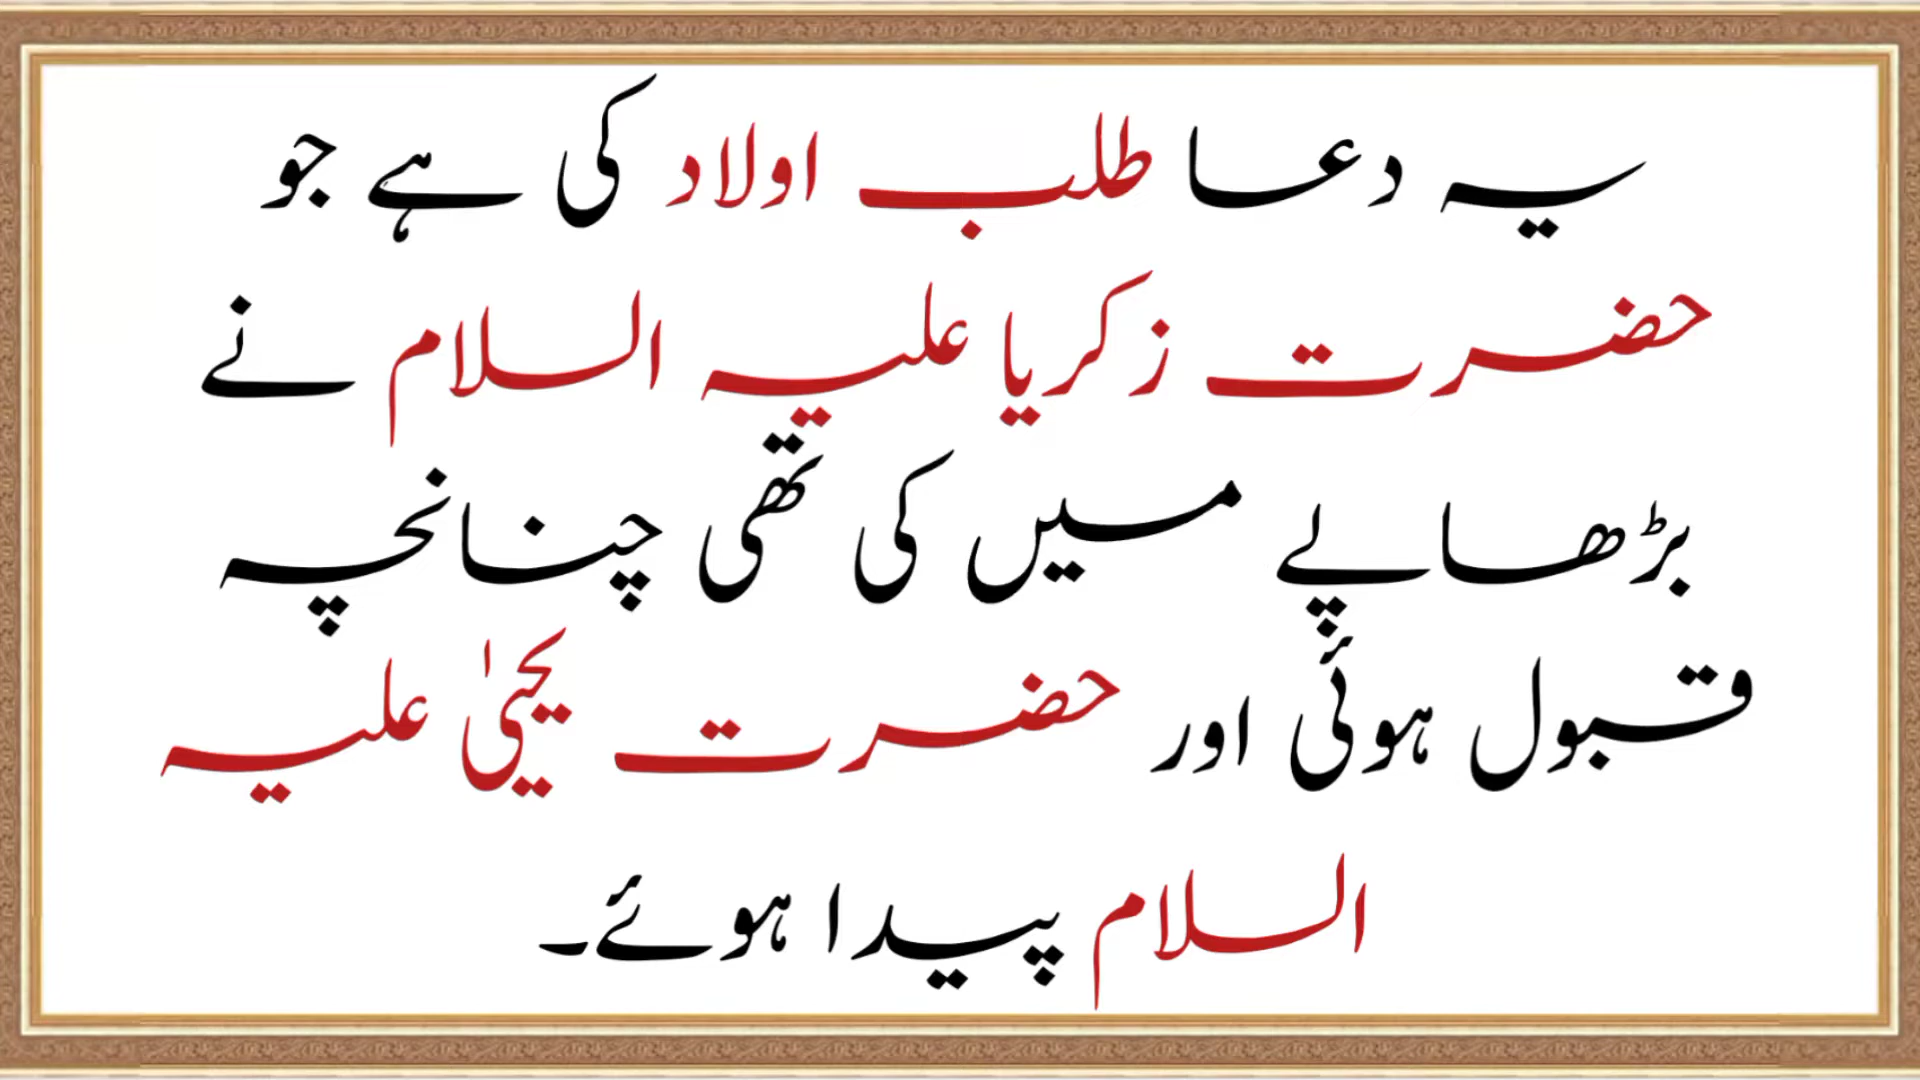 یہ دعا طلب اولاد کی ہے جو
حضرت زکریا علیہ السلام نے
بڑھاپے میں کی تھی چنانچہ
قبول ہوئی اور حضرت یحییٰ علیہ
السلام پیدا ہوئے۔